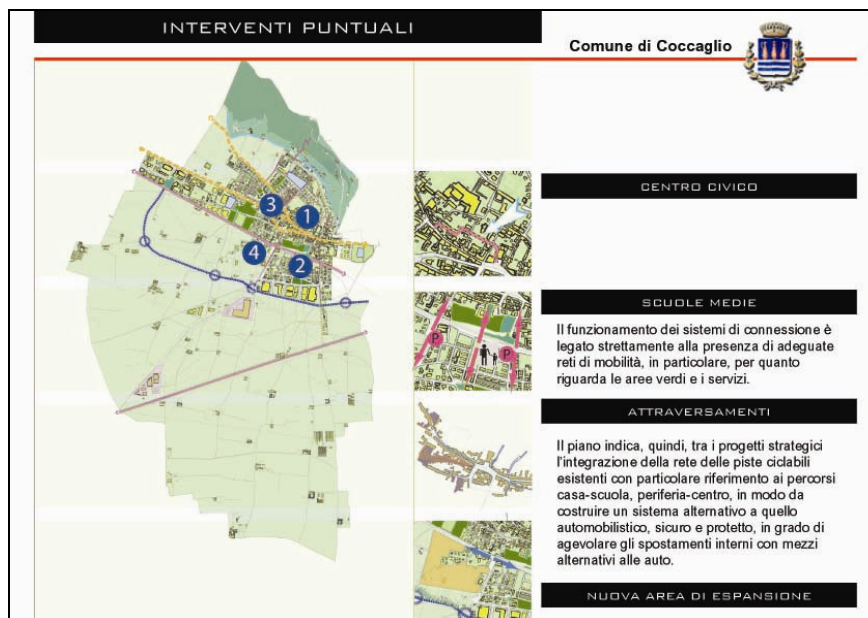 INTERVENTI PUNTUALI
Comune di Coccaglio
3
1
4
2
CENTRO CIVICO
SCUOLE MEDIE
P
P
Il funzionamento dei sistemi di connessione è
legato strettamente alla presenza di adeguate
reti di mobilità, in particolare, per quanto
riguarda le aree verdi e i servizi.
ATTRAVERSAMENTI
Il piano indica, quindi, tra i progetti strategici
l'integrazione della rete delle piste ciclabili
esistenti con particolare riferimento ai percorsi
casa-scuola, periferia-centro, in modo da
costruire un sistema alternativo a quello
automobilistico, sicuro e protetto, in grado di
agevolare gli spostamenti interni con mezzi
alternativi alle auto.
NUOVA AREA DI ESPANSIONE